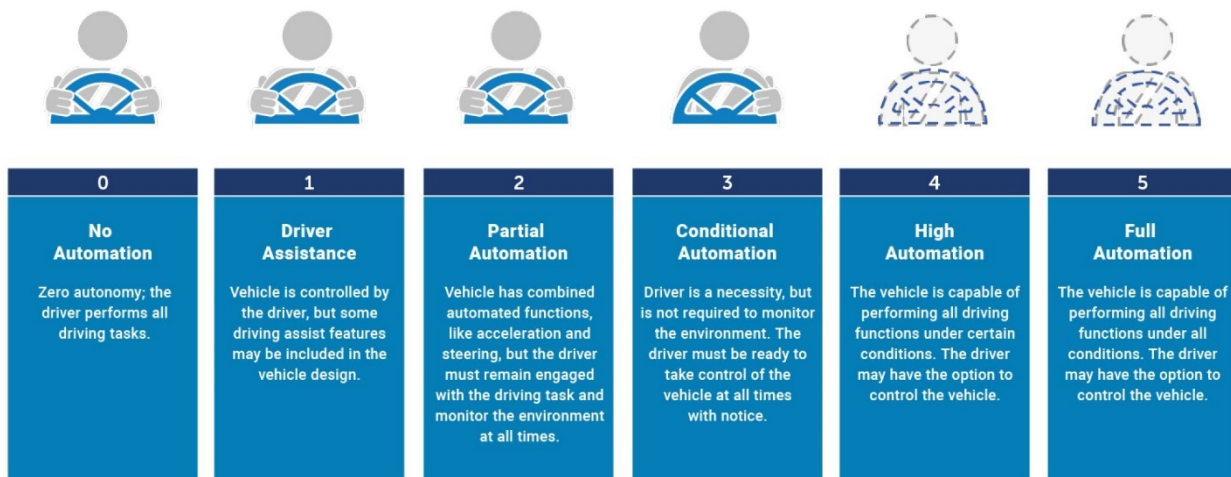 0
No
Automation
Zero autonomy; the
driver performs all
driving tasks.
1
Driver
Assistance
Vehicle is controlled by
the driver, but some
driving assist features
may be included in the
vehicle design.
2
Partial
Automation
Vehicle has combined
automated functions,
like acceleration and
steering, but the driver
must remain engaged
with the driving task and
monitor the environment
at all times.
3
Conditional
Automation
Driver is a necessity, but
is not required to monitor
the environment. The
driver must be ready to
take control of the
vehicle at all times
with notice.
4
High
Automation
The vehicle is capable of
performing all driving
functions under certain
conditions. The driver
may have the option to
control the vehicle.
5
Full
Automation
The vehicle is capable of
performing all driving
functions under all
conditions. The driver
may have the option to
control the vehicle.